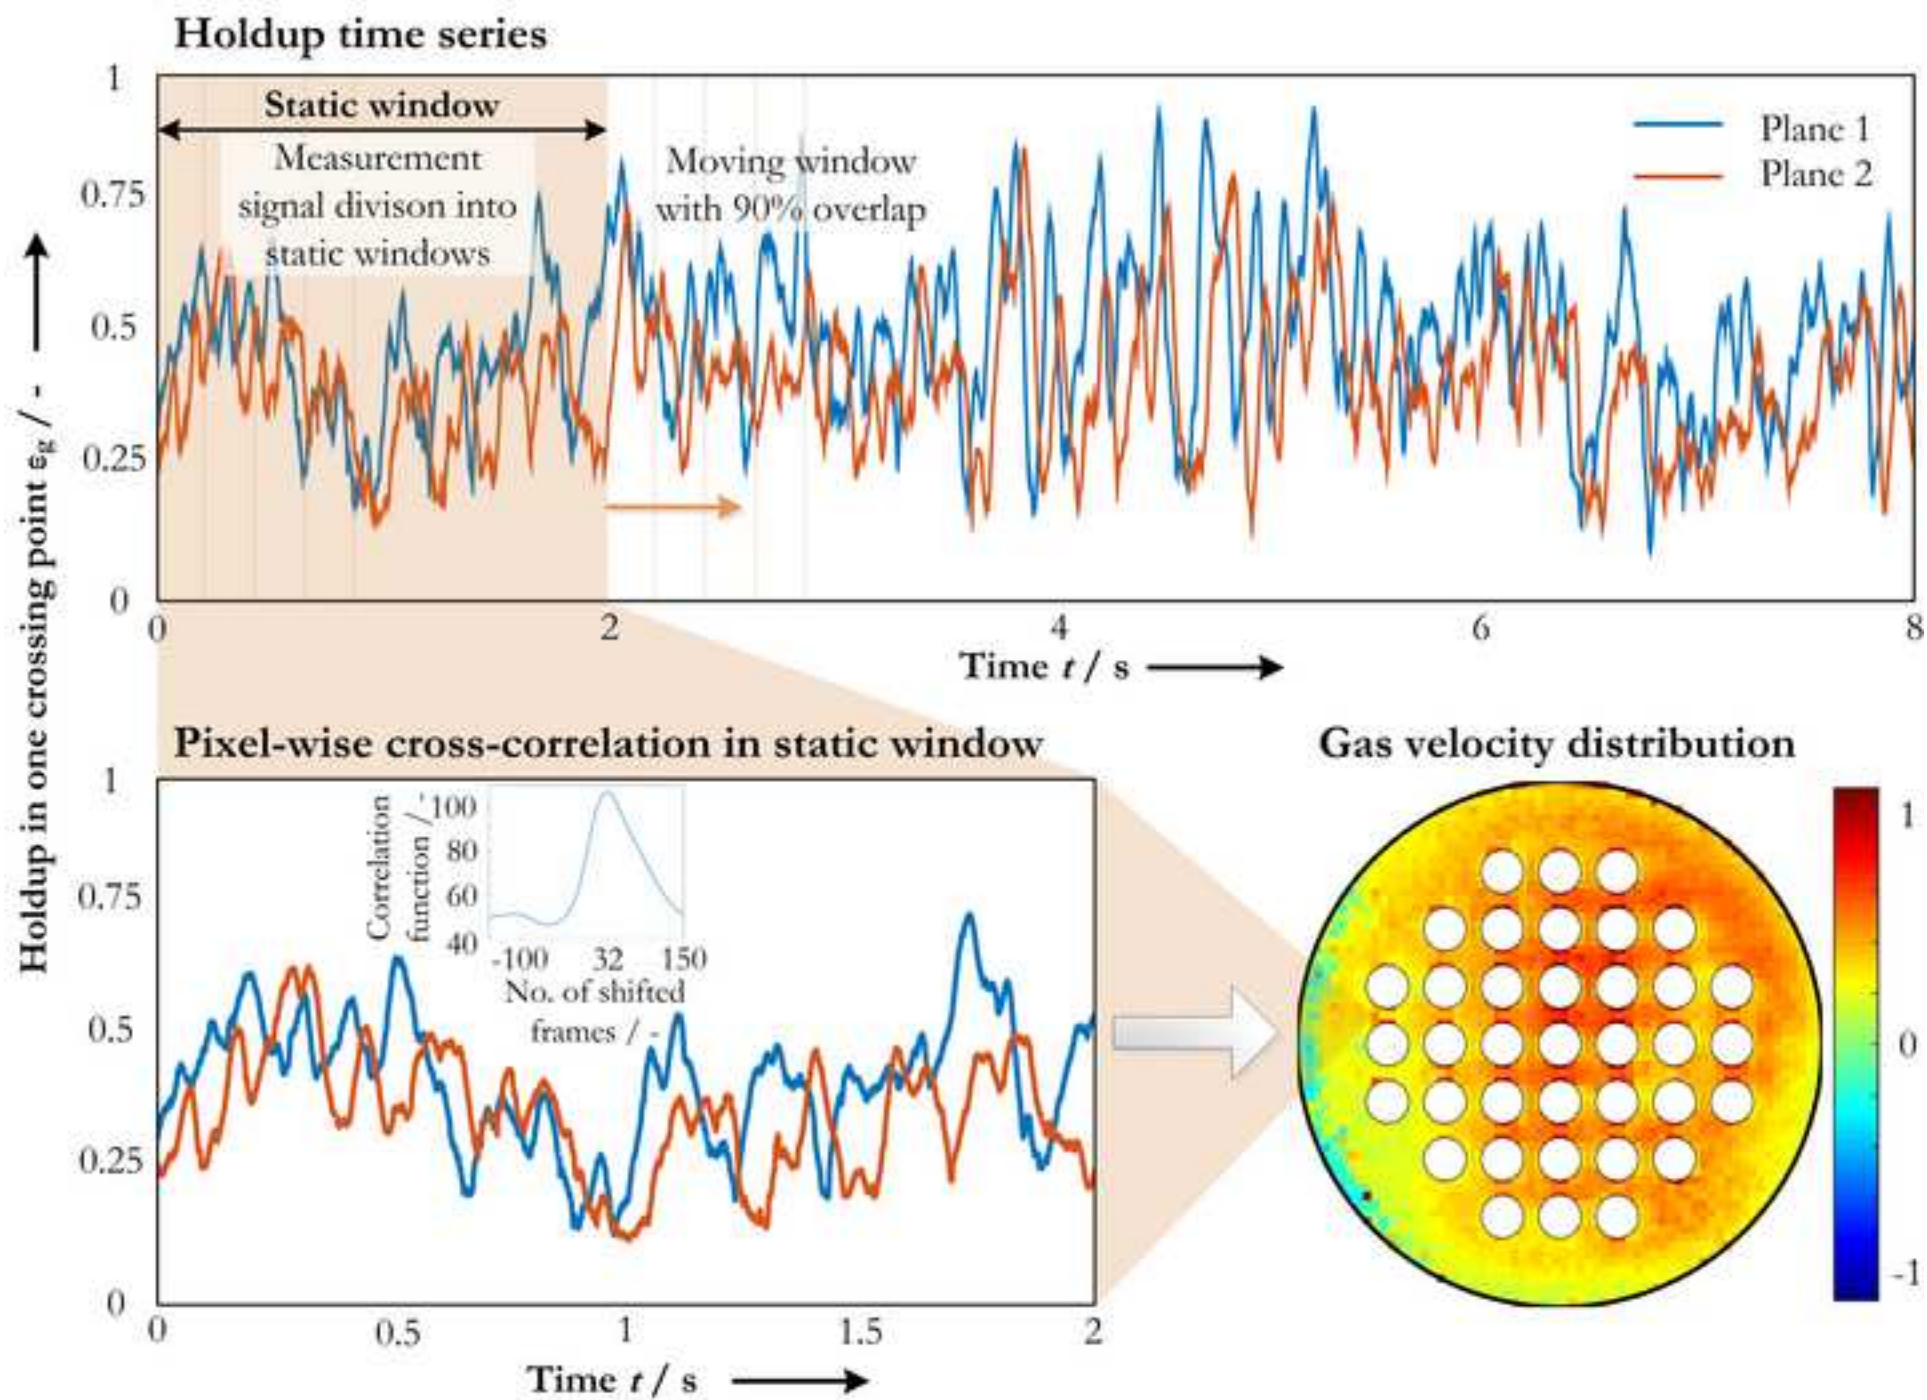 Holdup time series
Holdup in one crossing point εg / -
1
0.75
0.5
0.25
0
Static window
Measurement
signal divison into
static windows
Moving window
with 90% overlap
Plane 1
Plane 2
0 2 4 6 8
Time t / s
Pixel-wise cross-correlation in static window
1
0.75
0.5
0.25
0
Correlation
function / -
100
80
60
40
-100 32 150
No. of shifted
frames / -
0 0.5 1 1.5 2
Time t / s
Gas velocity distribution
1
0
-1